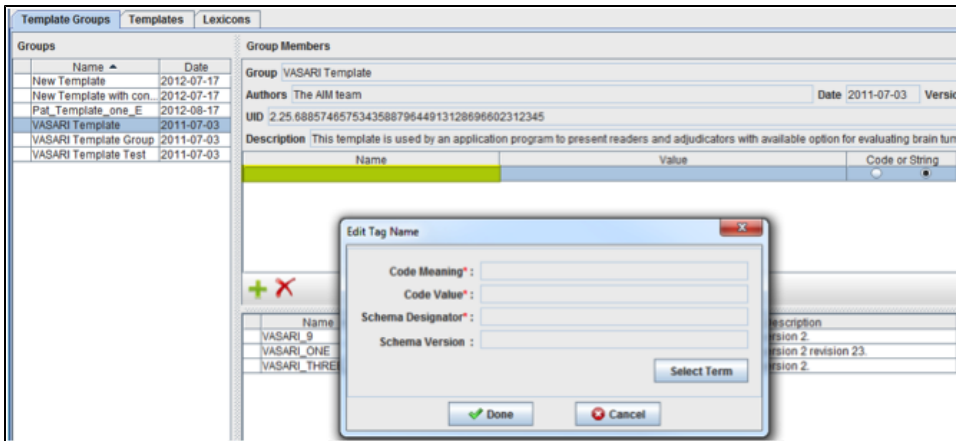 Template Groups Templates Lexicons
Groups Group Members
Name Date
New Template 2012-07-17
New Template with con... 2012-07-17
Pat_Template_one_E 2012-08-17
VASARI Template 2011-07-03
VASARI Template Group 2011-07-03
VASARI Template Test 2011-07-03
Group VASARI Template
Authors The AIM team Date 2011-07-03 Versio
UID 2.25.688574657534358879644913128696602312345
Description This template is used by an application program to present readers and adjudicators with available option for evaluating brain tum
Name Value Code or String
Edit Tag Name
Code Meaning* :
Code Value* :
Schema Designator* :
Schema Version :
Select Term
Done Cancel
Name escription
VASARI_9 rsion 2.
VASARI_ONE rsion 2 revision 23.
VASARI_THREE rsion 2.